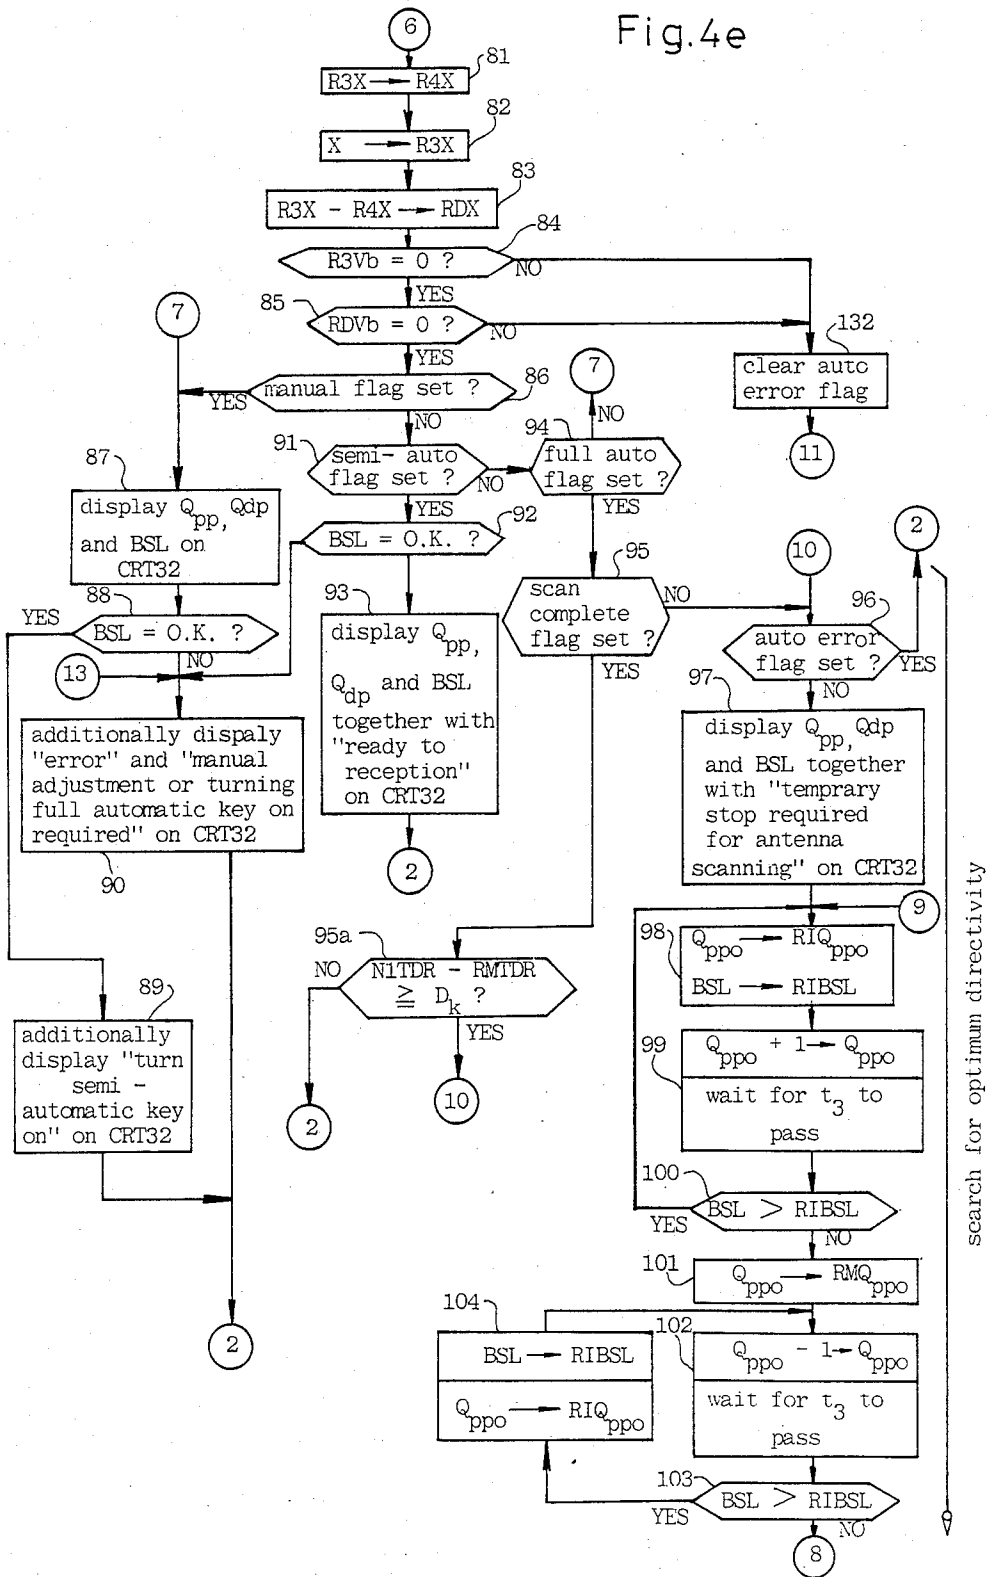 Fig.4e
6
81
R3X → R4X
82
X → R3X
83
R3X - R4X → RDX
84
R3Vb = 0 ?
NO
YES
85
RDVb = 0 ?
NO
YES
132
clear auto
error flag
11
7
manual flag set ?
86
YES
NO
7
NO
91
semi- auto
flag set ?
NO
YES
94
full auto
flag set ?
YES
87
display Qpp, Qdp
and BSL on
CRT32
92
BSL = O.K. ?
88
YES
BSL = O.K. ?
NO
13
93
display Qpp,
Qdp and BSL
together with
"ready to
reception"
on CRT32
2
95
scan
complete
flag set ?
NO
YES
10
2
96
auto error
flag set ?
YES
NO
additionally dispaly
"error" and "manual
adjustment or turning
full automatic key on
required" on CRT32
90
97
display Qpp, Qdp
and BSL together
with "temprary
stop required
for antenna
scanning" on CRT32
9
95a
N1TDR - RMTDR
≧ Dk ?
NO
YES
2
10
98
Qppo → RIQppo
BSL → RIBSL
89
additionally
display "turn
semi -
automatic key
on" on CRT32
2
99
Qppo + 1 → Qppo
wait for t3 to
pass
100
BSL > RIBSL
YES
NO
101
Qppo → RMQppo
104
BSL → RIBSL
Qppo → RIQppo
102
Qppo - 1 → Qppo
wait for t3 to
pass
103
BSL > RIBSL
YES
NO
8
search for optimum directivity